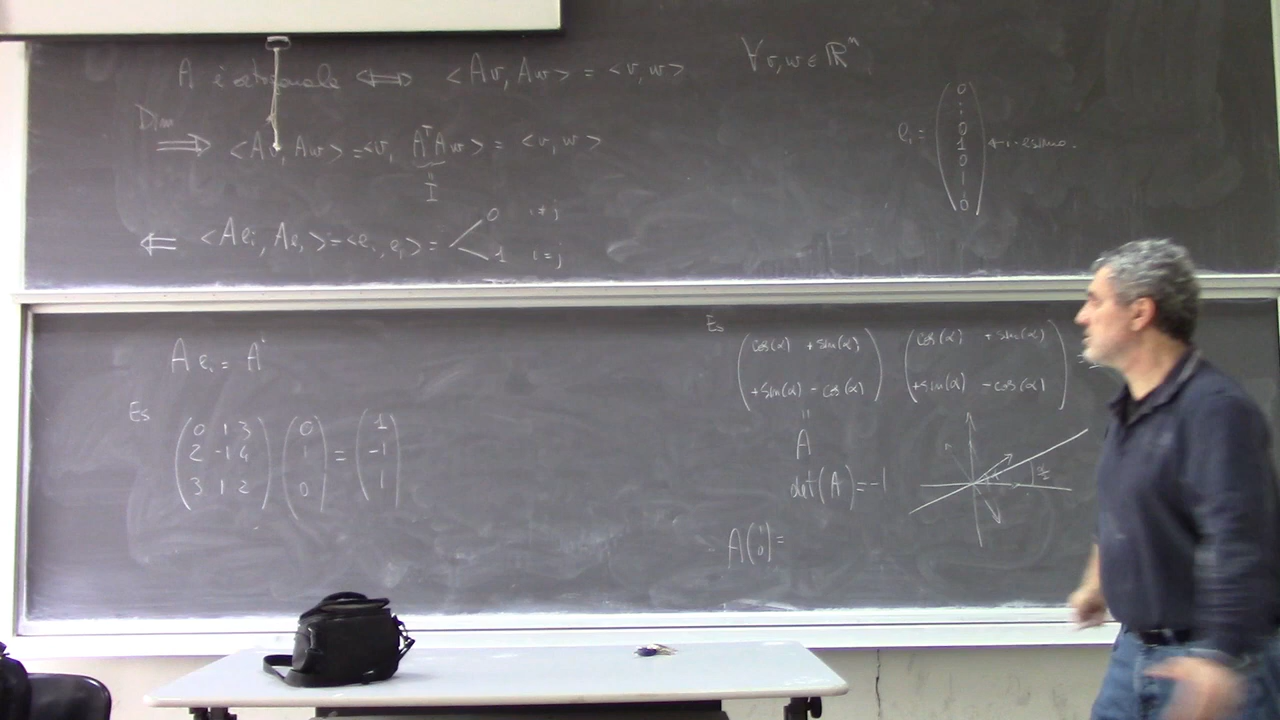 A è ortogonale ⟺ <Av, Aw> = <v, w> ∀ v, w ∈ ℝⁿ
Dim
⟹ <Av, Aw> = <v, AᵀAw> = <v, w>
"
I
eᵢ = (0 ⋮ 0 1 0 ⋮ 0) ← i-esimo.
⟸ <Aeᵢ, Aeⱼ> = <eᵢ, eⱼ> = 0 i≠j
1 i=j
A eᵢ = Aⁱ
Es
(0 1 3) (0) = (1)
(2 -1 4) (1) (-1)
(3 1 2) (0) (1)
Es
(cos(α) +sin(α)) (cos(α) +sin(α))
(+sin(α) -cos(α)) (+sin(α) -cos(α))
"
A
det(A) = -1
α/2
A(1 0) =